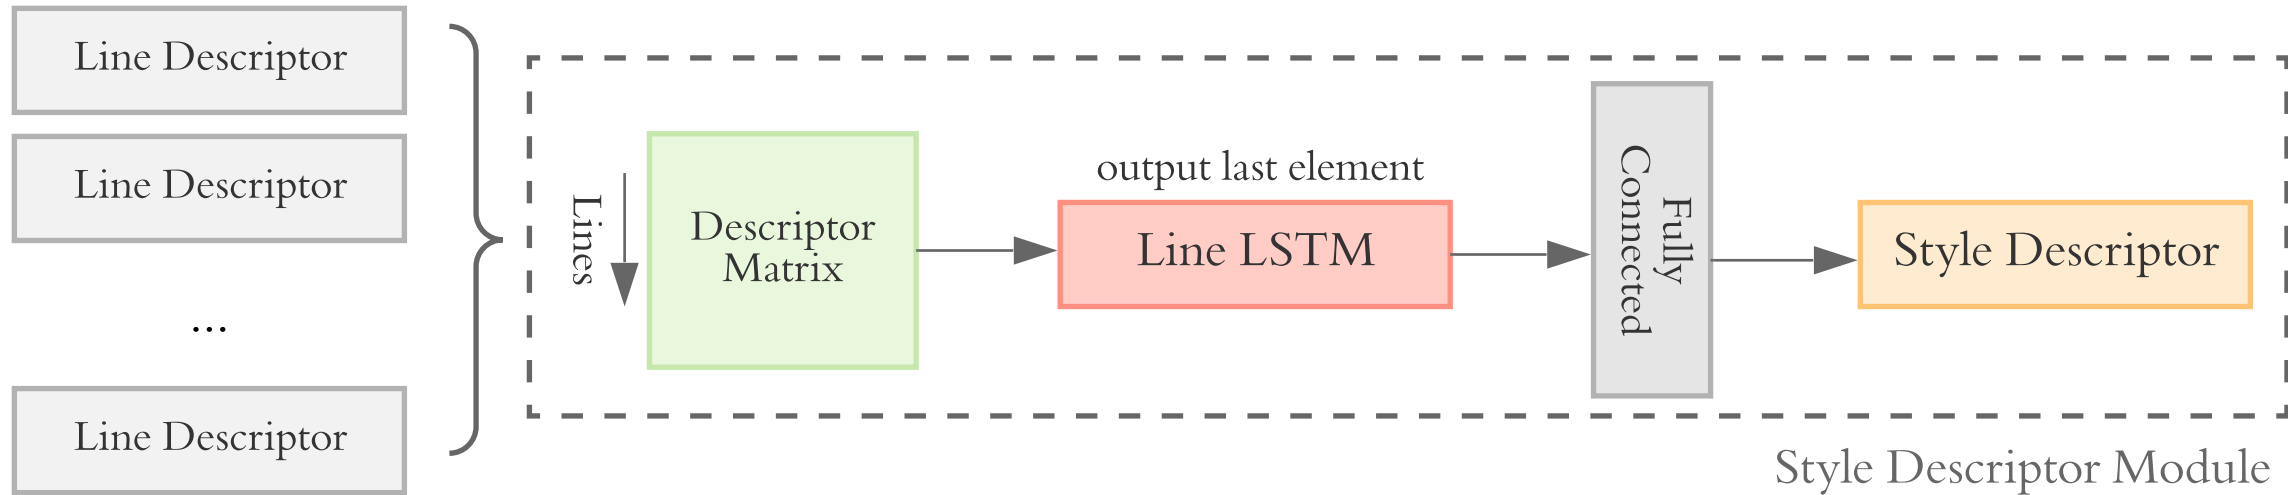 Line Descriptor
Line Descriptor
...
Line Descriptor
Lines
Descriptor
Matrix
output last element
Line LSTM
Fully
Connected
Style Descriptor
Style Descriptor Module